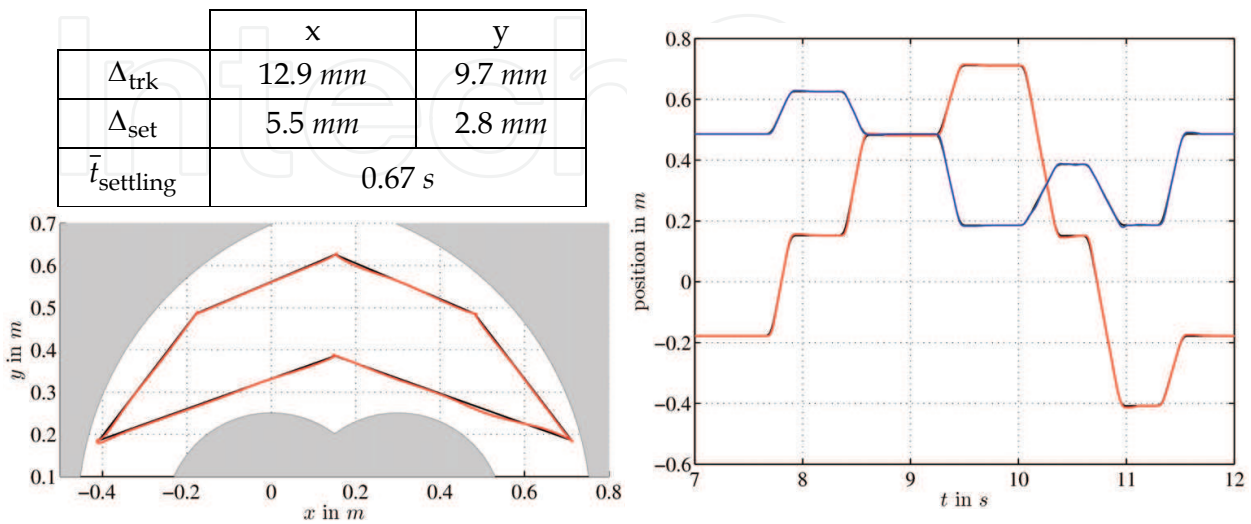 x y
Δtrk 12.9 mm 9.7 mm
Δset 5.5 mm 2.8 mm
t̄settling 0.67 s
0.7
0.6
0.5
0.4
0.3
0.2
0.1
y in m
−0.4 −0.2 0 0.2 0.4 0.6 0.8
x in m
0.8
0.6
0.4
0.2
0
−0.2
−0.4
−0.6
position in m
7 8 9 10 11 12
t in s